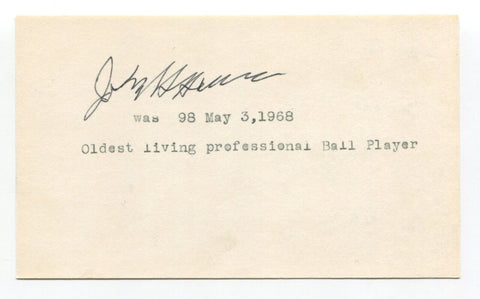 was 98 May 3,1968
Oldest living professional Ball Player